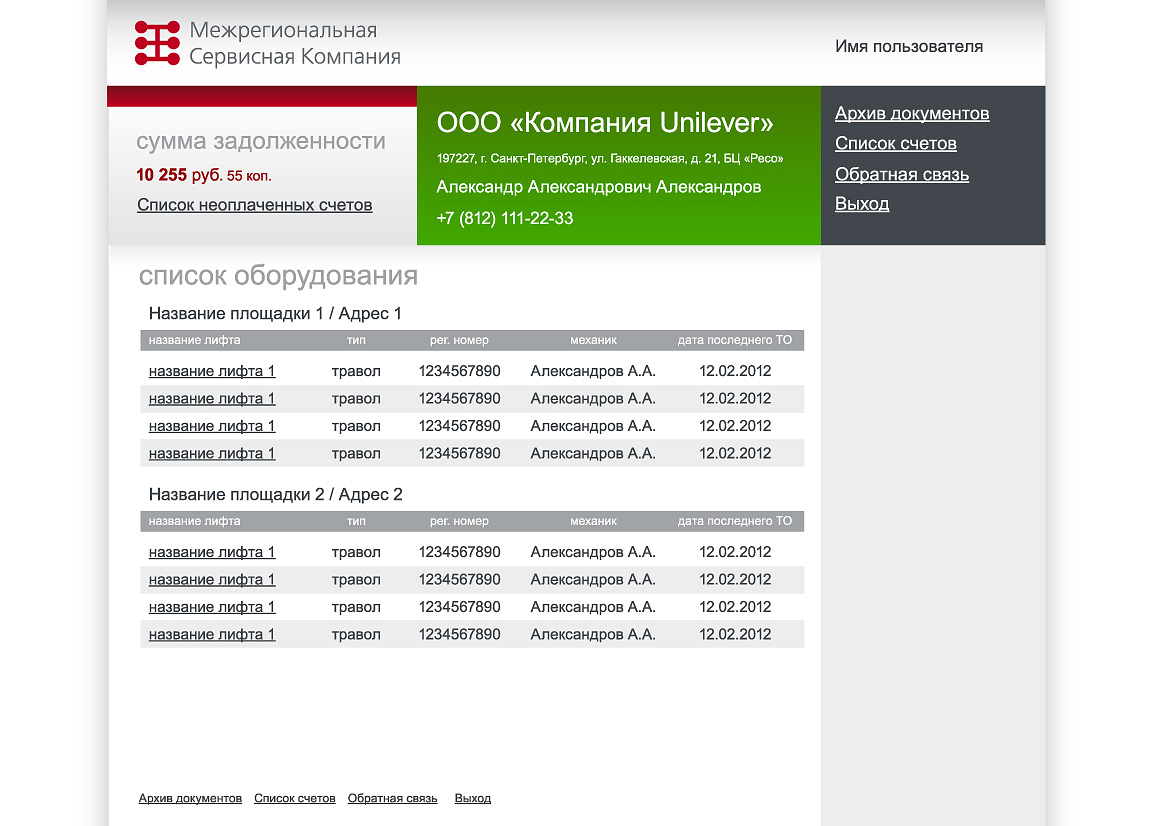 Межрегиональная
Сервисная Компания
Имя пользователя
сумма задолженности
10 255 руб. 55 коп.
Список неоплаченных счетов
ООО «Компания Unilever»
197227, г. Санкт-Петербург, ул. Гаккелевская, д. 21, БЦ «Ресо»
Александр Александрович Александров
+7 (812) 111-22-33
Архив документов
Список счетов
Обратная связь
Выход
список оборудования
Название площадки 1 / Адрес 1
название лифта тип рег. номер механик дата последнего ТО
название лифта 1 травол 1234567890 Александров А.А. 12.02.2012
название лифта 1 травол 1234567890 Александров А.А. 12.02.2012
название лифта 1 травол 1234567890 Александров А.А. 12.02.2012
название лифта 1 травол 1234567890 Александров А.А. 12.02.2012
Название площадки 2 / Адрес 2
название лифта тип рег. номер механик дата последнего ТО
название лифта 1 травол 1234567890 Александров А.А. 12.02.2012
название лифта 1 травол 1234567890 Александров А.А. 12.02.2012
название лифта 1 травол 1234567890 Александров А.А. 12.02.2012
название лифта 1 травол 1234567890 Александров А.А. 12.02.2012
Архив документов Список счетов Обратная связь Выход